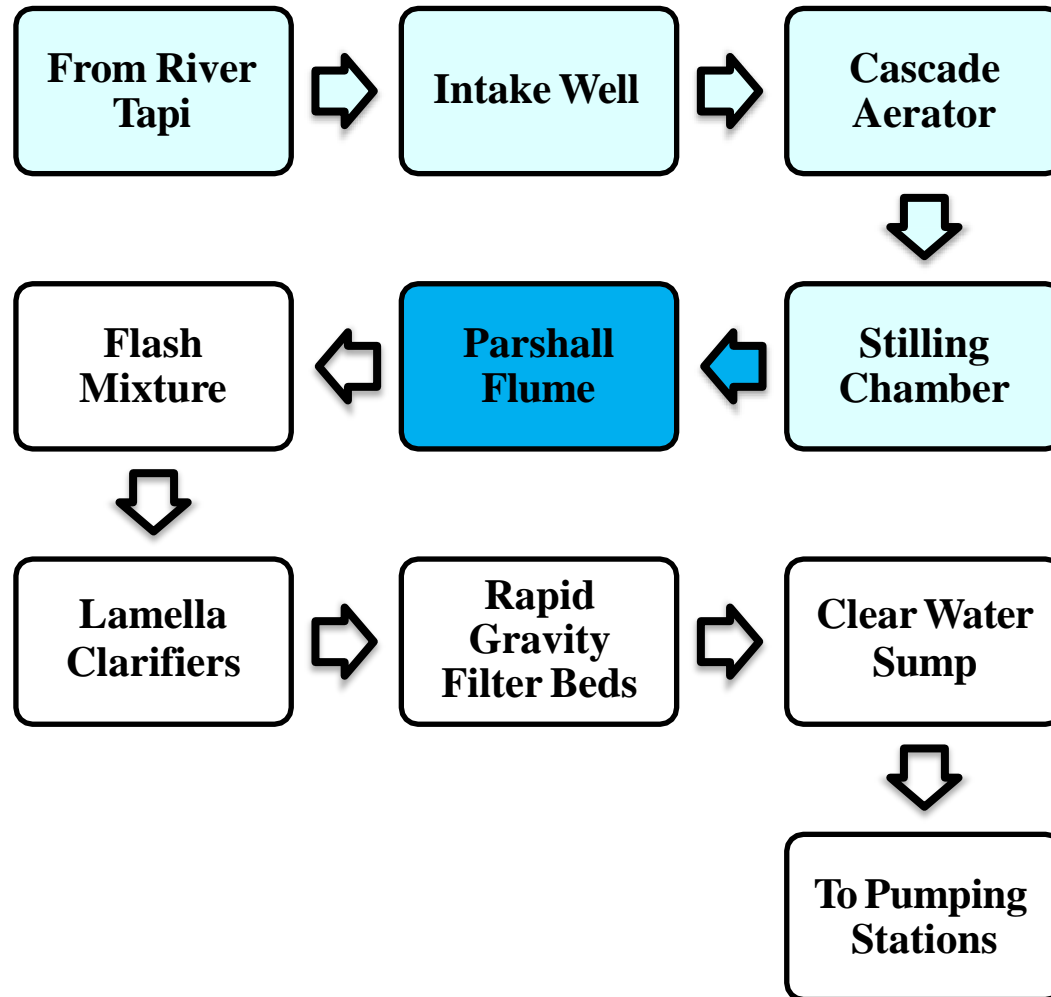 From River
Tapi
Intake Well
Cascade
Aerator
Stilling
Chamber
Parshall
Flume
Flash
Mixture
Lamella
Clarifiers
Rapid
Gravity
Filter Beds
Clear Water
Sump
To Pumping
Stations